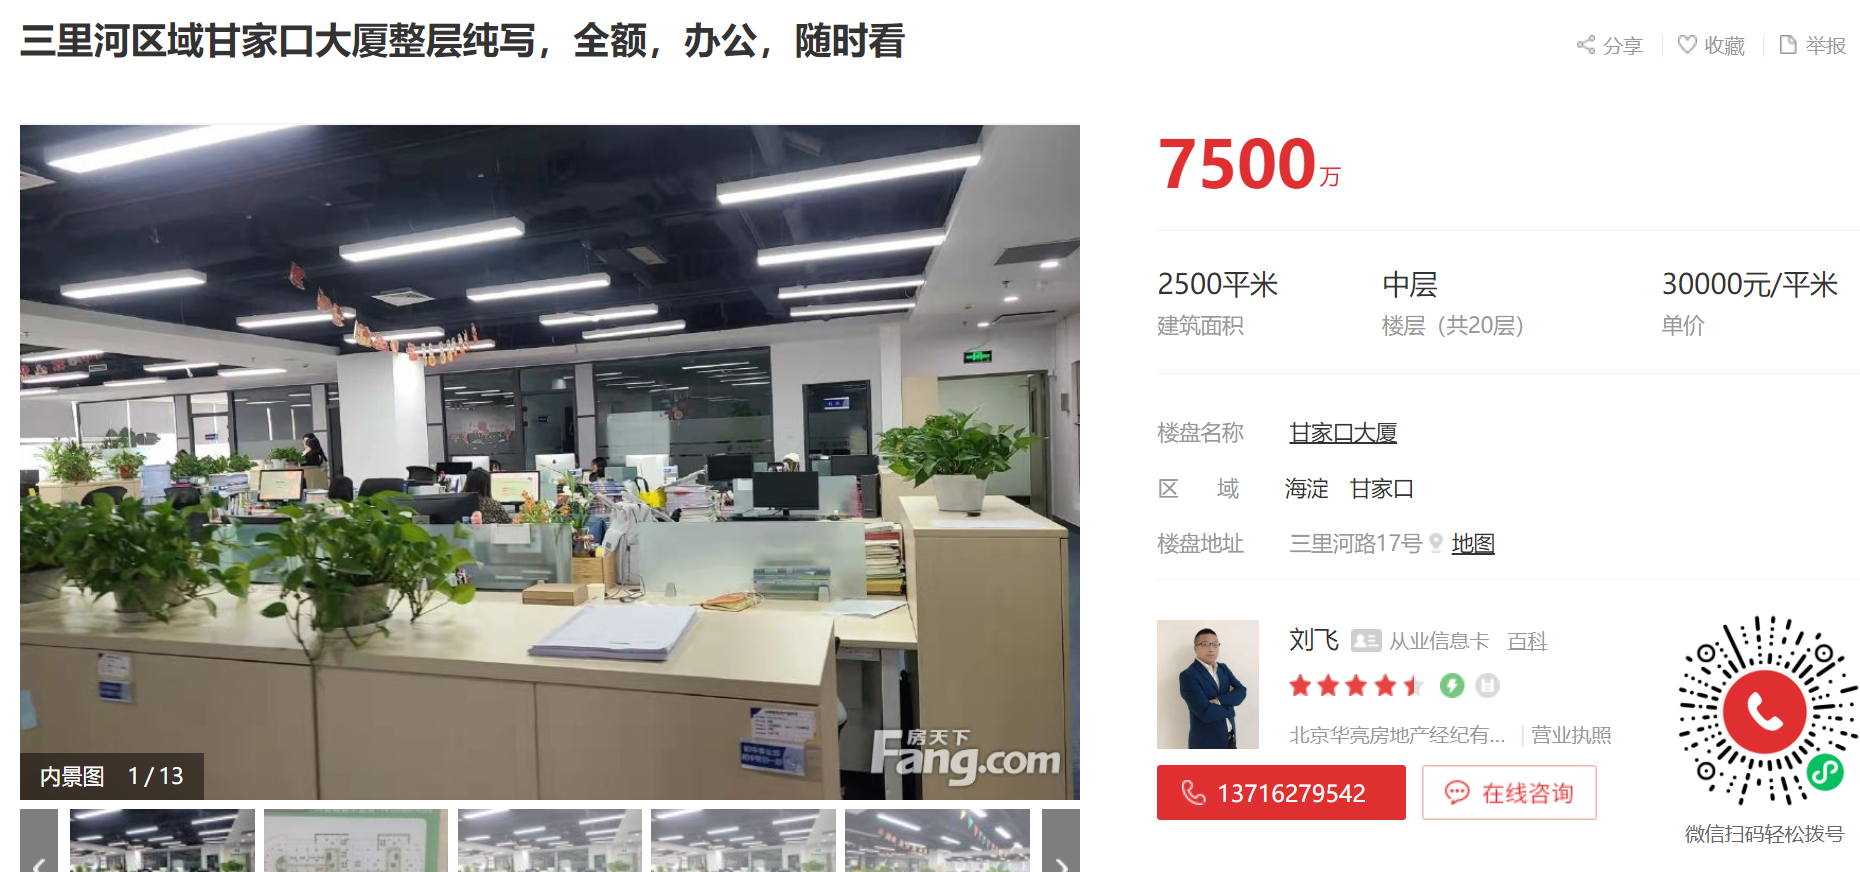 三里河区域甘家口大厦整层纯写，全额，办公，随时看
分享
收藏
举报
7500万
2500平米
中层
30000元/平米
建筑面积
楼层（共20层）
单价
楼盘名称 甘家口大厦
区 域 海淀 甘家口
楼盘地址 三里河路17号 地图
刘飞 从业信息卡 百科
北京华亮房地产经纪有... 营业执照
13716279542
在线咨询
微信扫码轻松拨号
房天下
Fang.com
内景图 1/13